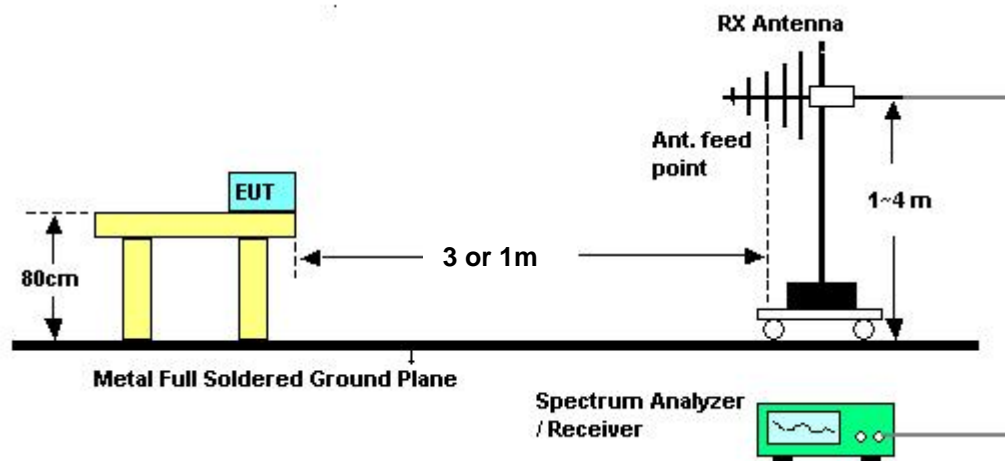 RX Antenna
Ant. feed
point
EUT
1~4 m
3 or 1m
80cm
Metal Full Soldered Ground Plane
Spectrum Analyzer
/ Receiver